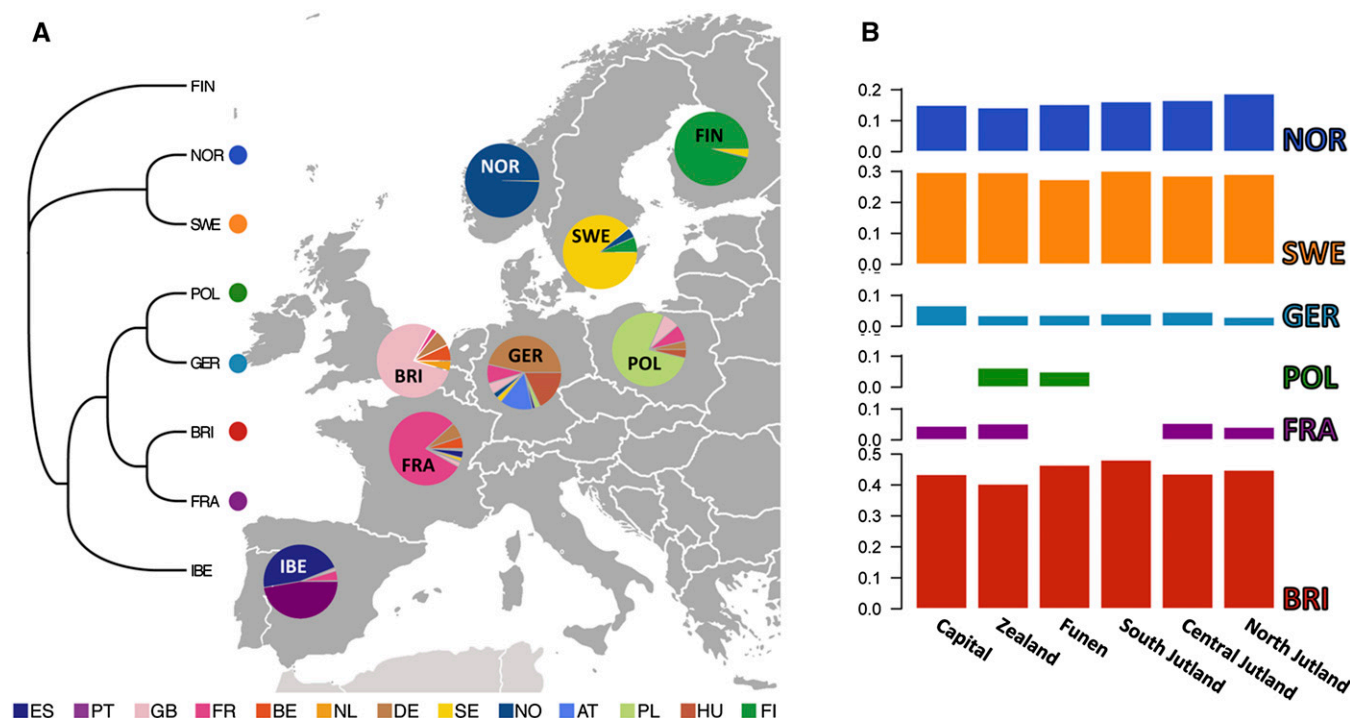 A
FIN
NOR
SWE
POL
GER
BRI
FRA
IBE
FIN
NOR
SWE
BRI
GER
POL
FRA
IBE
ES PT GB FR BE NL DE SE NO AT PL HU FI
B
0.2
0.1
0.0
NOR
0.3
0.2
0.1
0.0
SWE
0.1
0.0
GER
0.1
0.0
POL
0.1
0.0
FRA
0.5
0.4
0.3
0.2
0.1
0.0
BRI
Capital
Zealand
Funen
South Jutland
Central Jutland
North Jutland